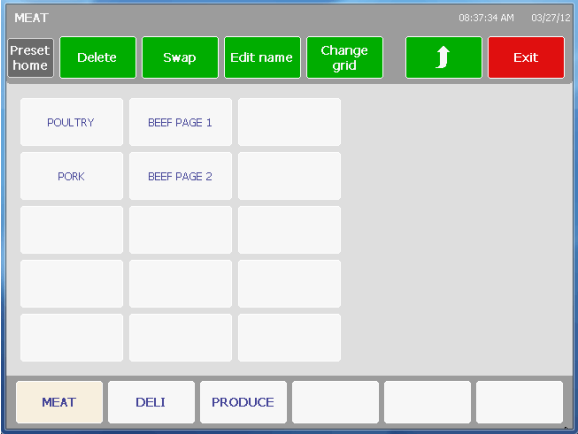 MEAT 08:37:34 AM 03/27/12
Preset home
Delete
Swap
Edit name
Change grid
Exit
POULTRY BEEF PAGE 1
PORK BEEF PAGE 2
MEAT DELI PRODUCE